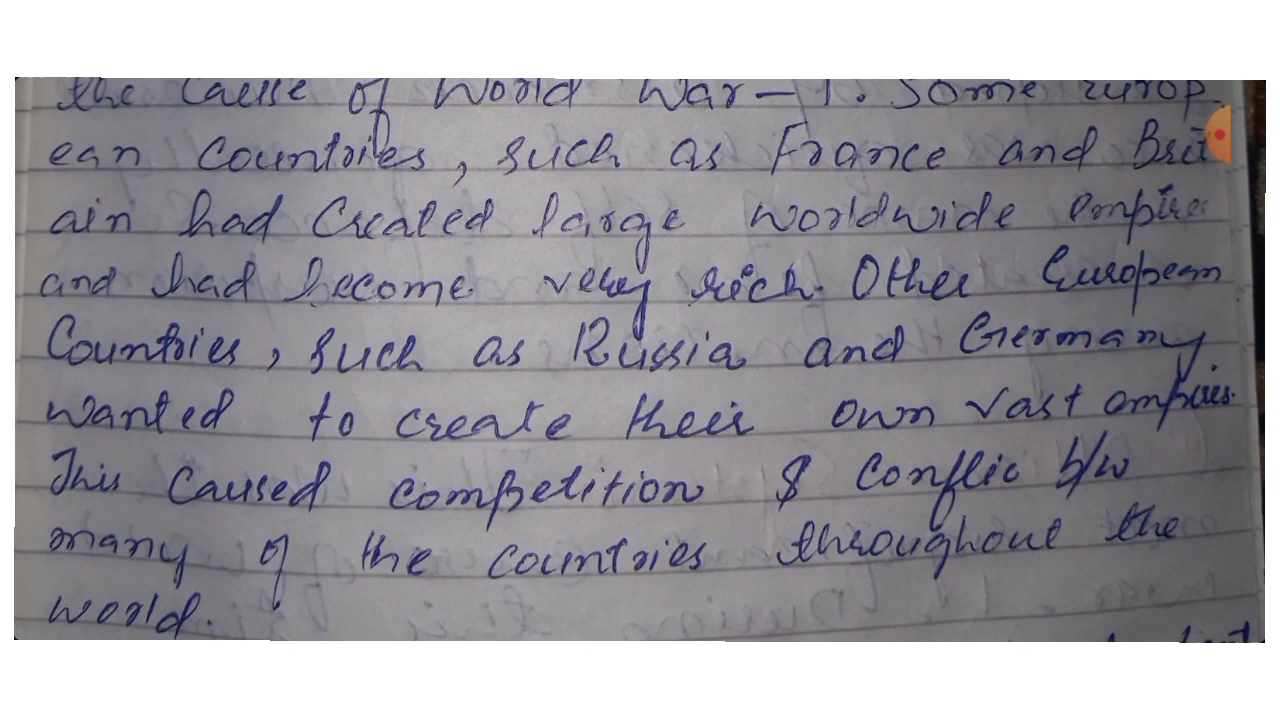 the cause of World War-1. Some europ
ean countries, such as France and Brit
ain had Created large worldwide empires
and had become very rich. Other European
Countries, such as Russia and Germany
wanted to create their own vast empires.
This caused competition & conflic b/w
many of the countries throughout the
world.